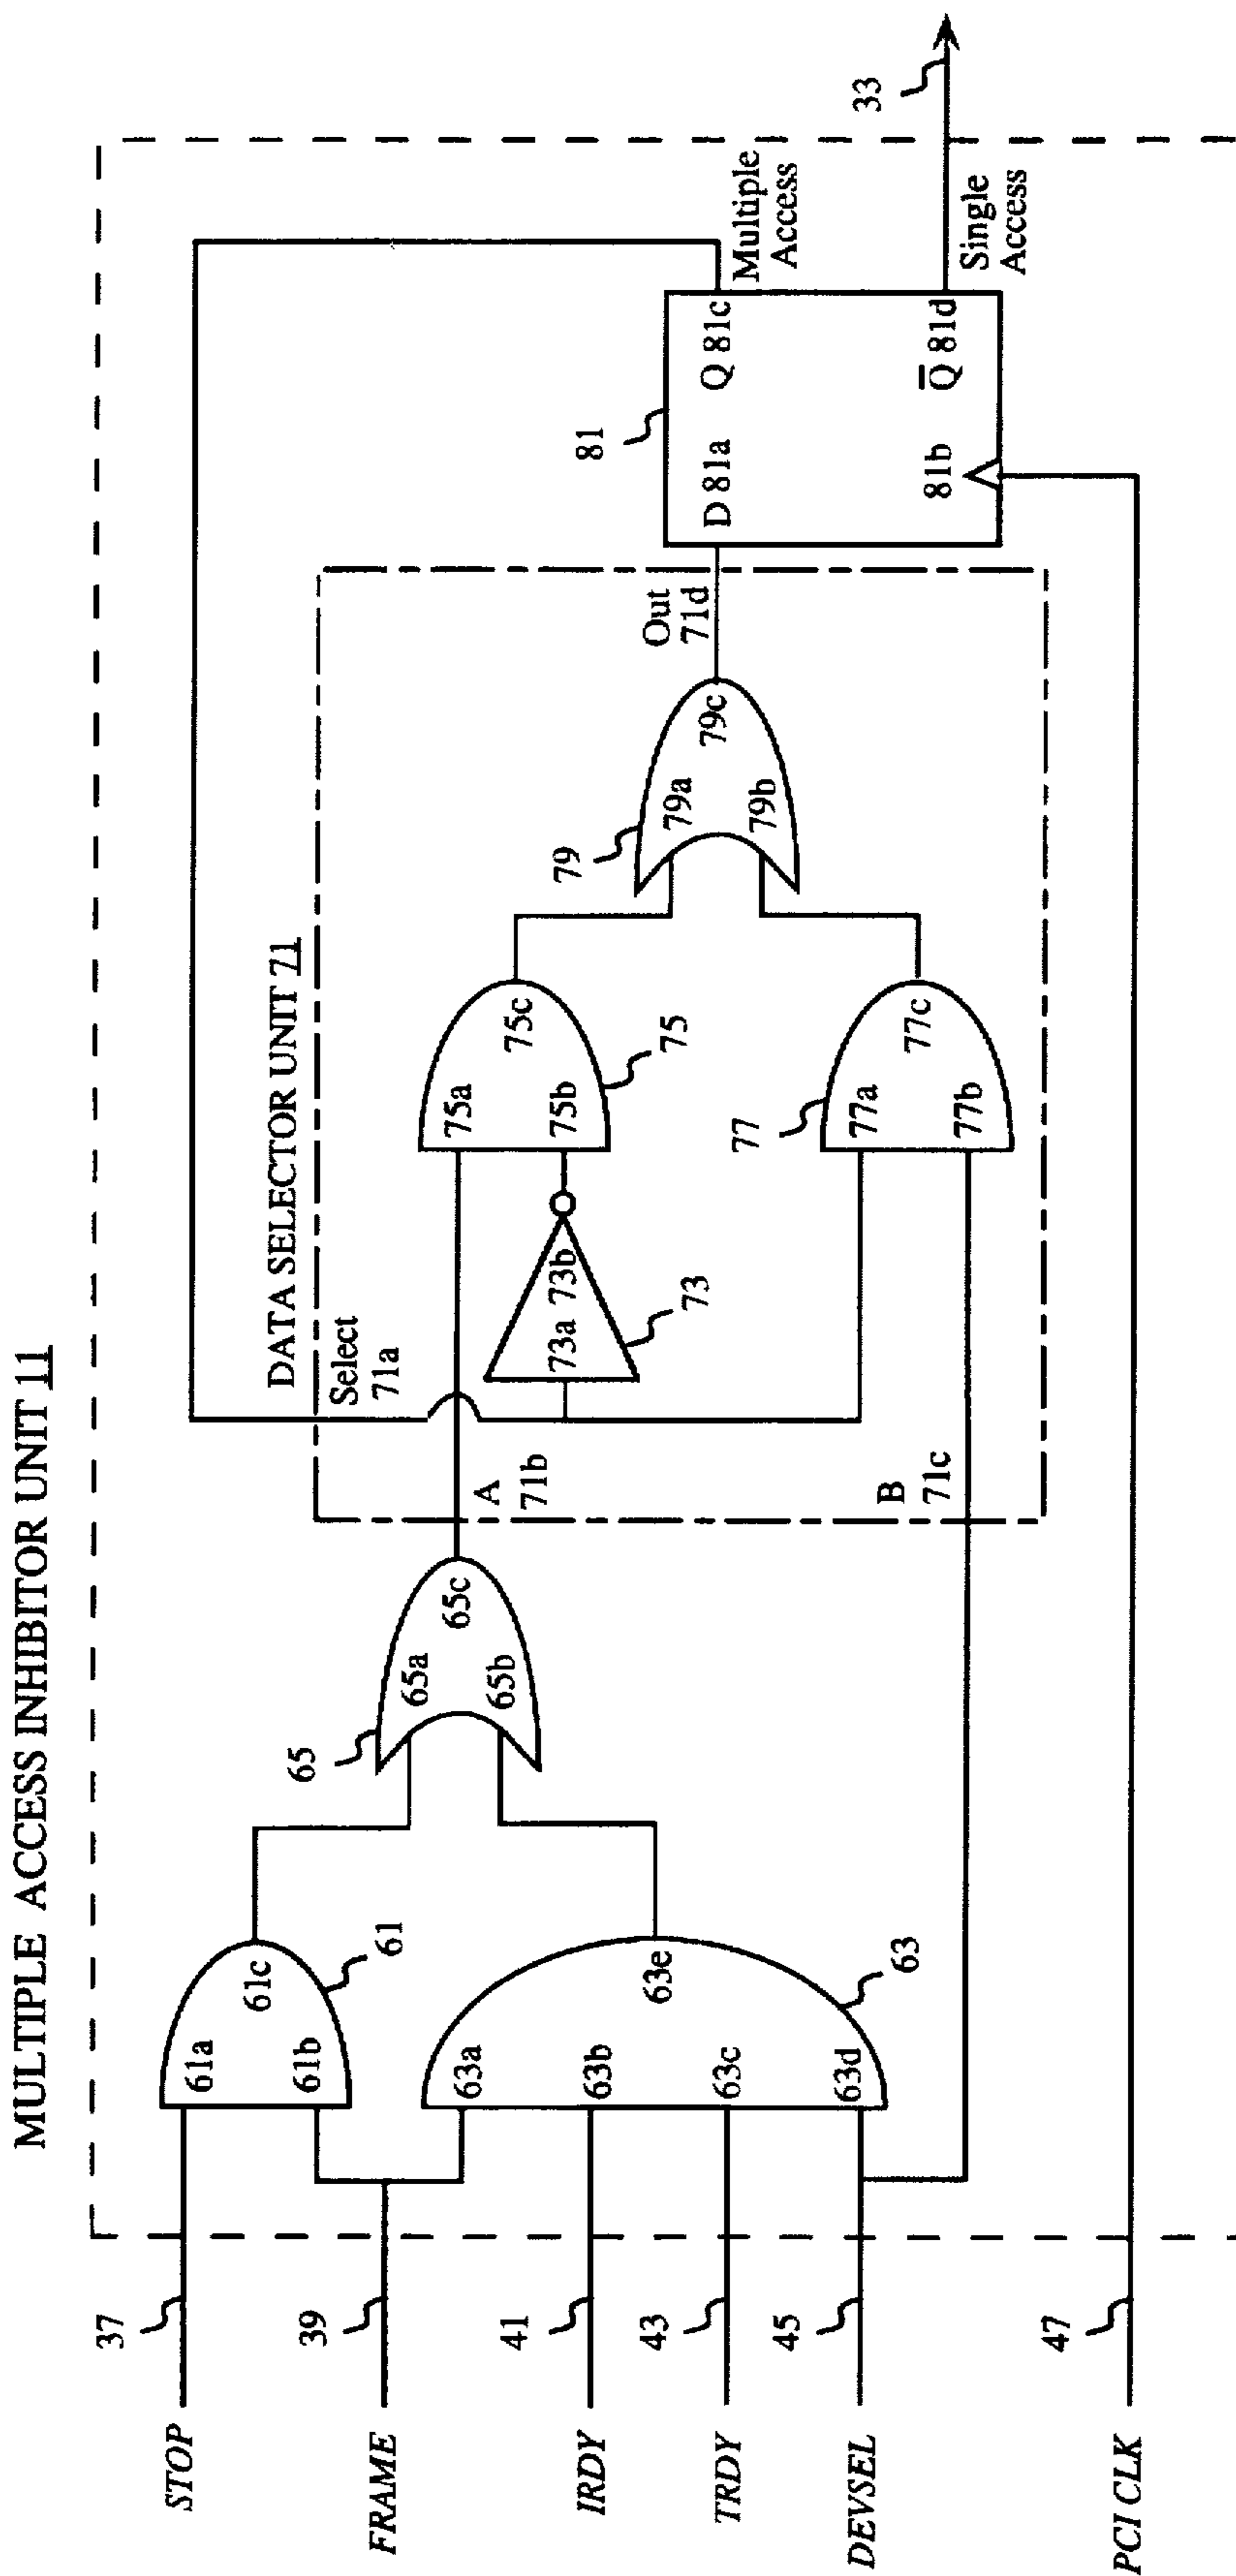 MULTIPLE ACCESS INHIBITOR UNIT 11
STOP
37
FRAME
39
IRDY
41
TRDY
43
DEVSEL
45
PCI CLK
47
61a
61b
61c
61
63a
63b
63c
63d
63e
63
65
65a
65b
65c
DATA SELECTOR UNIT 71
Select
71a
A
71b
B
71c
73a
73b
73
75a
75b
75c
75
77
77a
77b
77c
79
79a
79b
79c
Out
71d
81
D 81a
Q 81c
81b
Q̅ 81d
Multiple
Access
Single
Access
33